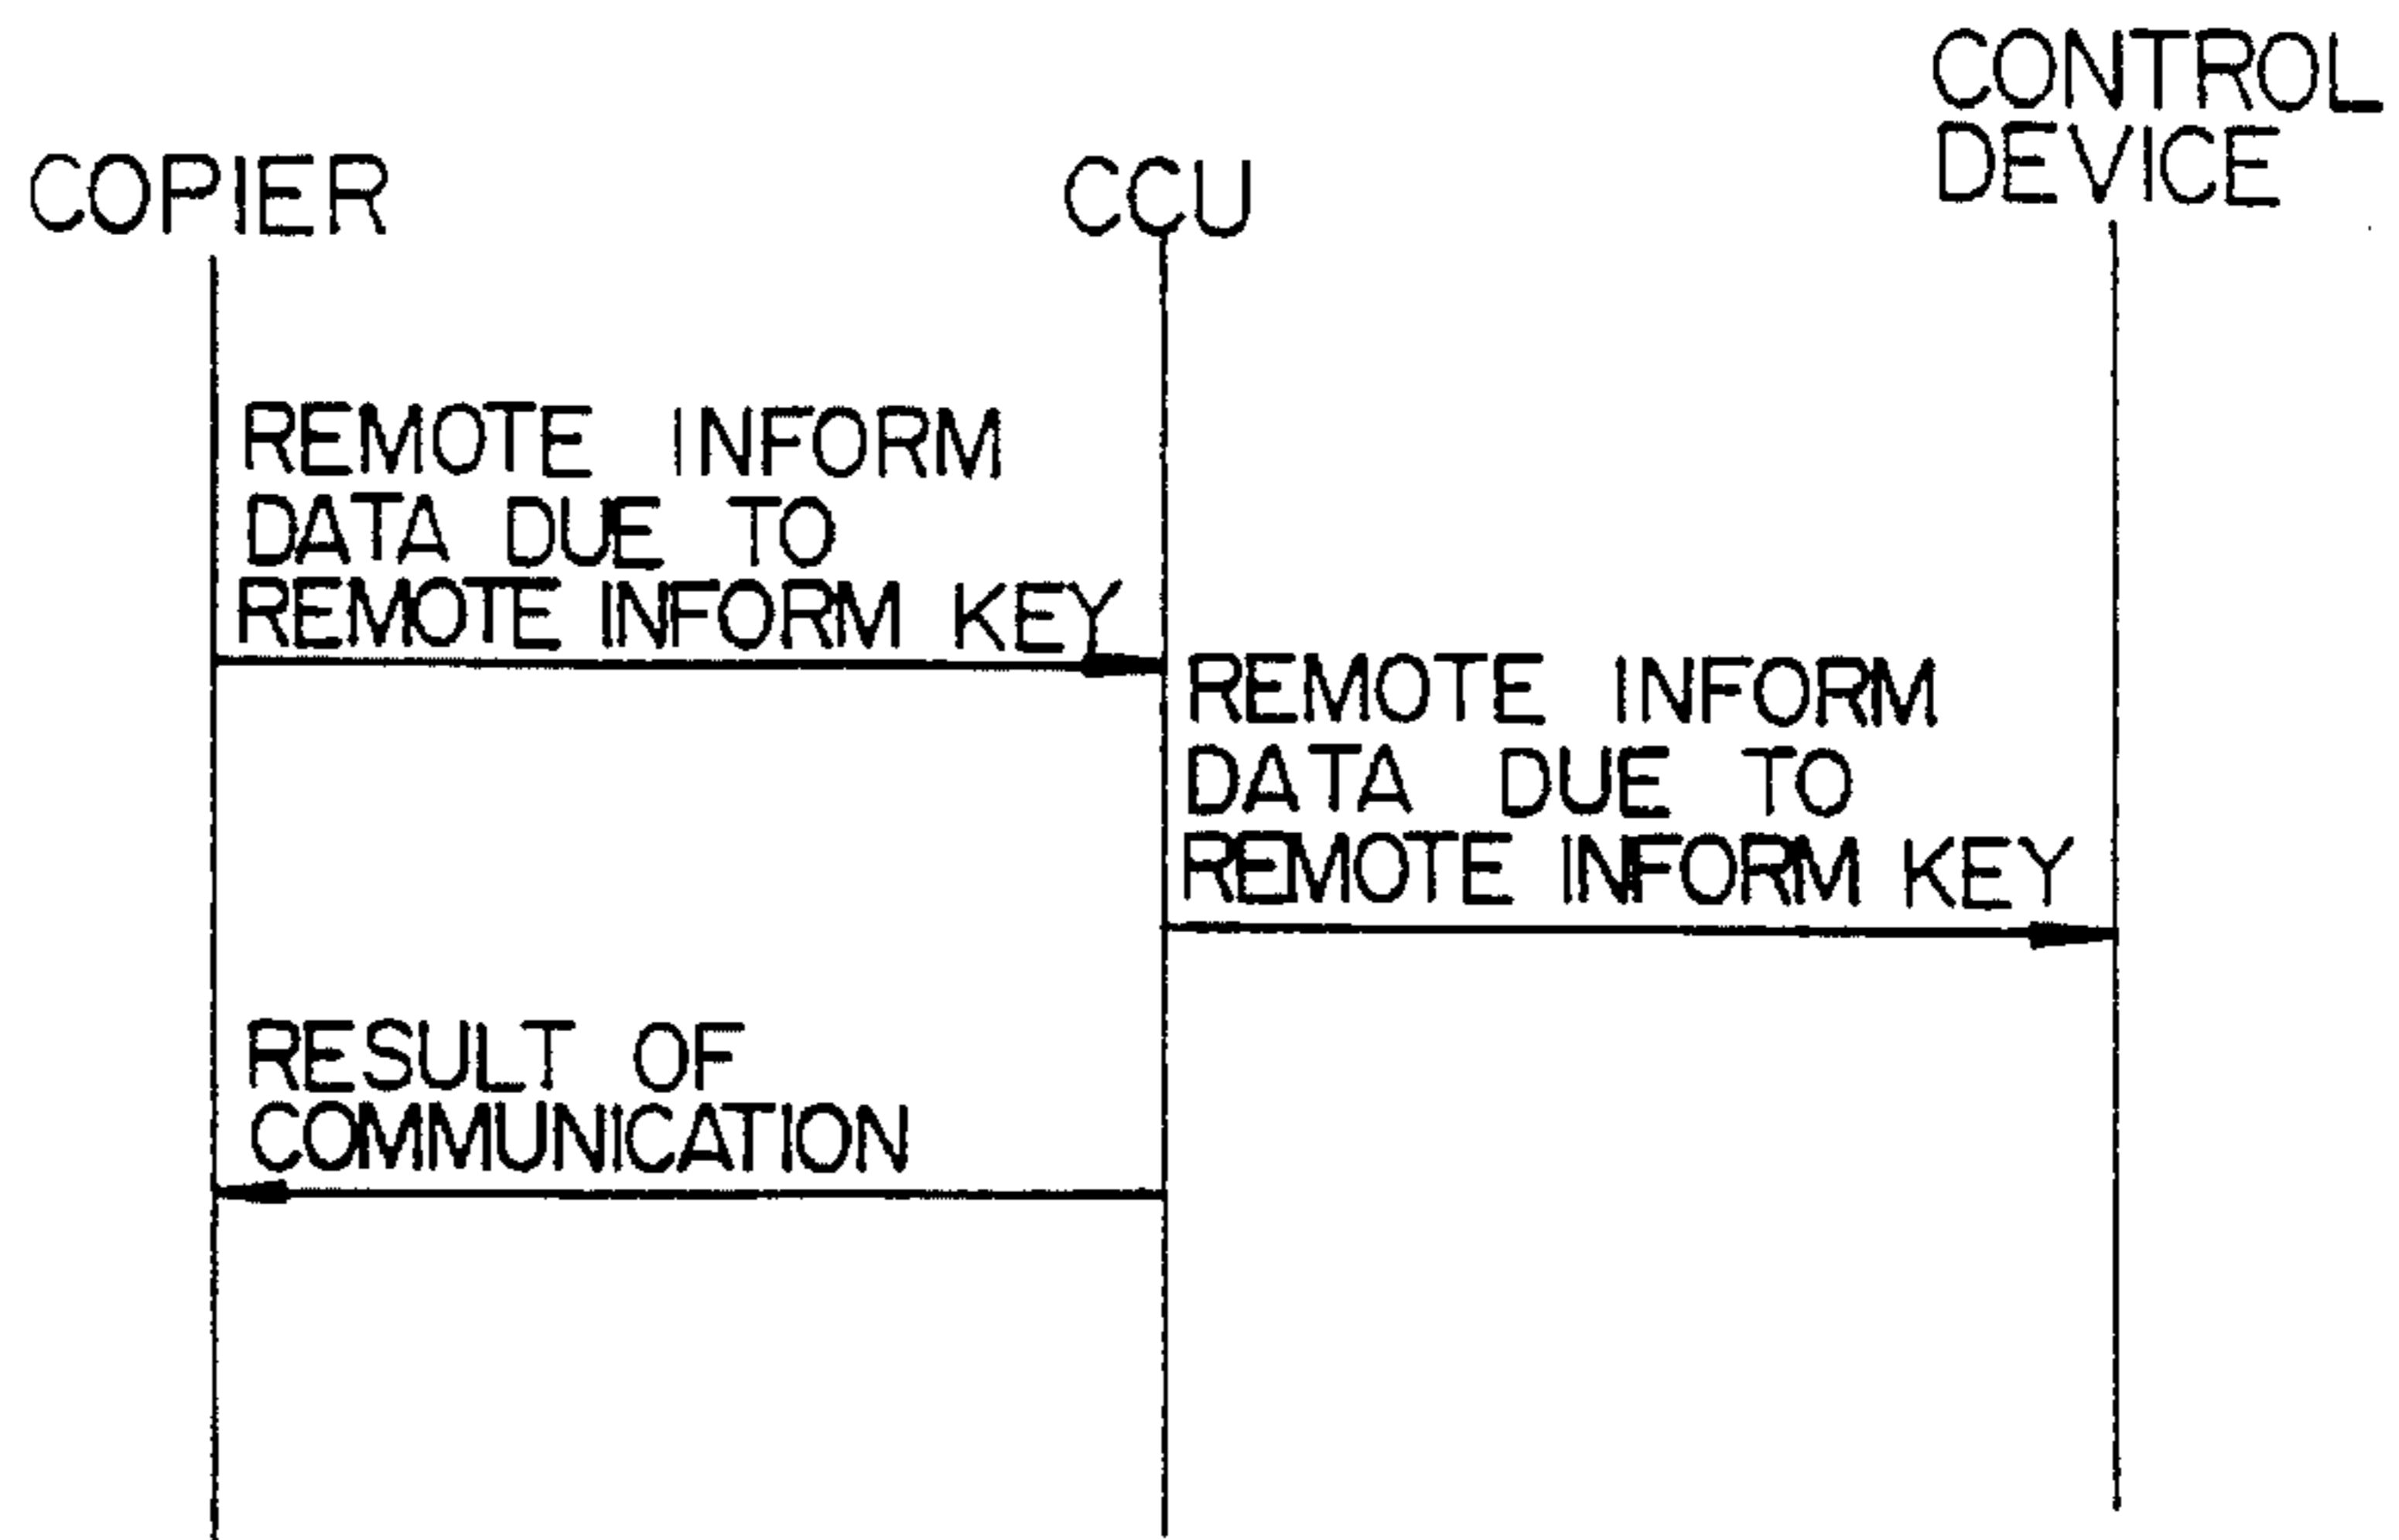 COPIER
CCU
CONTROL
DEVICE
REMOTE INFORM
DATA DUE TO
REMOTE INFORM KEY
REMOTE INFORM
DATA DUE TO
REMOTE INFORM KEY
RESULT OF
COMMUNICATION